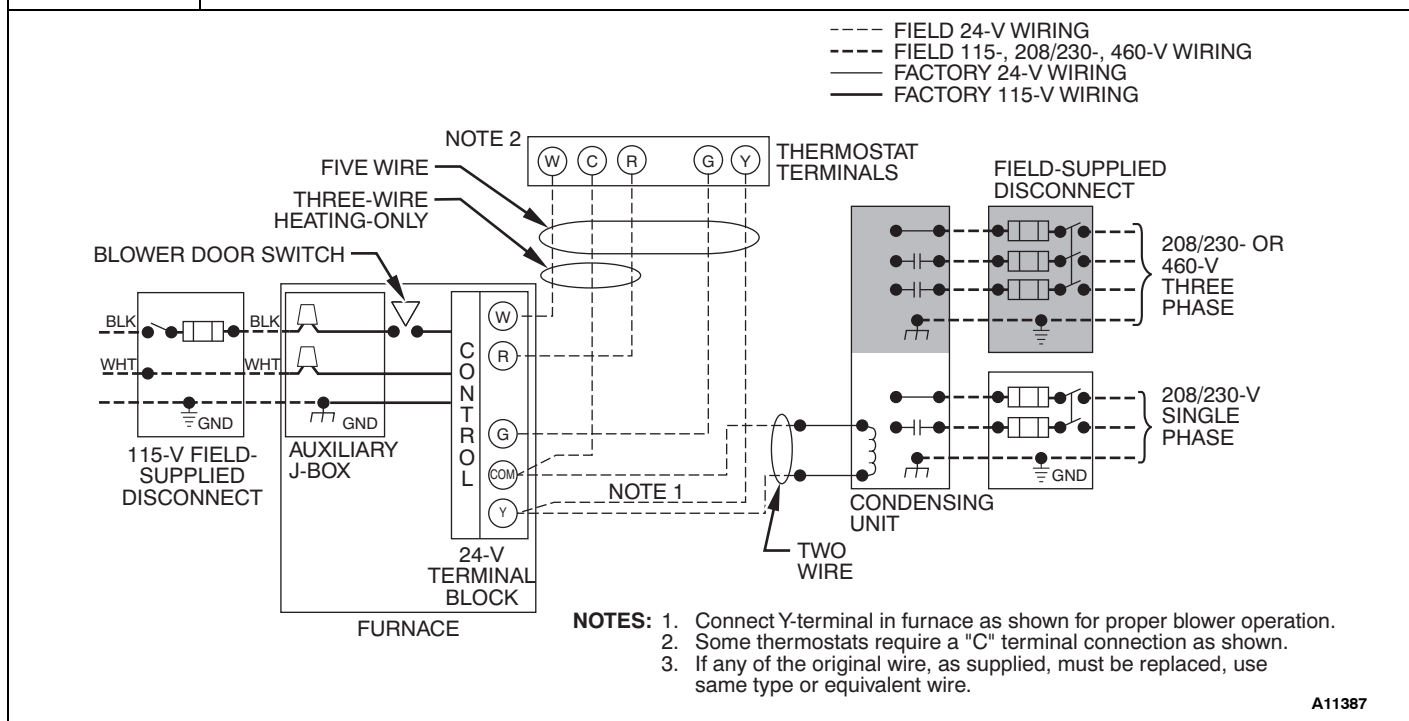 FIELD 24-V WIRING
FIELD 115-, 208/230-, 460-V WIRING
FACTORY 24-V WIRING
FACTORY 115-V WIRING
NOTE 2
W
C
R
G
Y
THERMOSTAT
TERMINALS
FIVE WIRE
THREE-WIRE
HEATING-ONLY
BLOWER DOOR SWITCH
FIELD-SUPPLIED
DISCONNECT
208/230- OR
460-V
THREE
PHASE
BLK
BLK
WHT
WHT
GND
GND
115-V FIELD-
SUPPLIED
DISCONNECT
AUXILIARY
J-BOX
CONTROL
W
R
G
COM
Y
24-V
TERMINAL
BLOCK
FURNACE
NOTE 1
TWO
WIRE
CONDENSING
UNIT
GND
208/230-V
SINGLE
PHASE
NOTES: 1. Connect Y-terminal in furnace as shown for proper blower operation.
2. Some thermostats require a "C" terminal connection as shown.
3. If any of the original wire, as supplied, must be replaced, use
same type or equivalent wire.
A11387